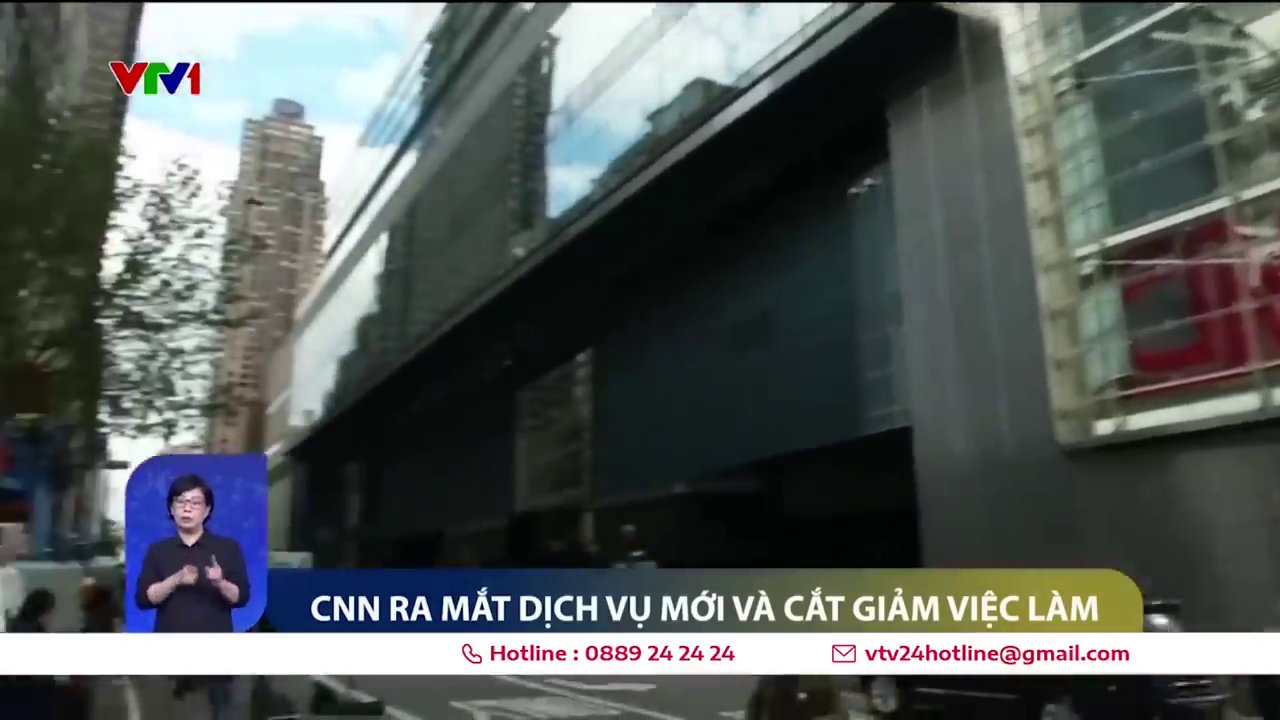 VTV1
CNN RA MẮT DỊCH VỤ MỚI VÀ CẮT GIẢM VIỆC LÀM
Hotline : 0889 24 24 24
vtv24hotline@gmail.com